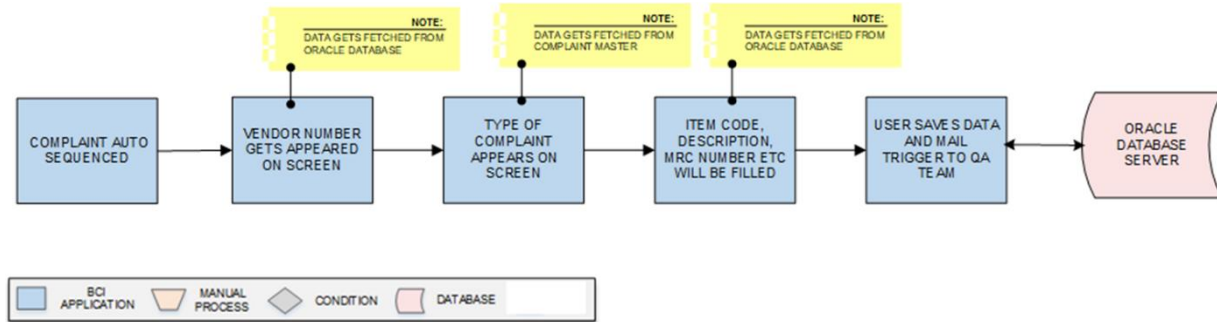 NOTE:
DATA GETS FETCHED FROM
ORACLE DATABASE
NOTE:
DATA GETS FETCHED FROM
COMPLAINT MASTER
NOTE:
DATA GETS FETCHED FROM
ORACLE DATABASE
COMPLAINT AUTO
SEQUENCED
VENDOR NUMBER
GETS APPEARED
ON SCREEN
TYPE OF
COMPLAINT
APPEARS ON
SCREEN
ITEM CODE,
DESCRIPTION,
MRC NUMBER ETC
WILL BE FILLED
USER SAVES DATA
AND MAIL
TRIGGER TO QA
TEAM
ORACLE
DATABASE
SERVER
BCI
APPLICATION
MANUAL
PROCESS
CONDITION
DATABASE